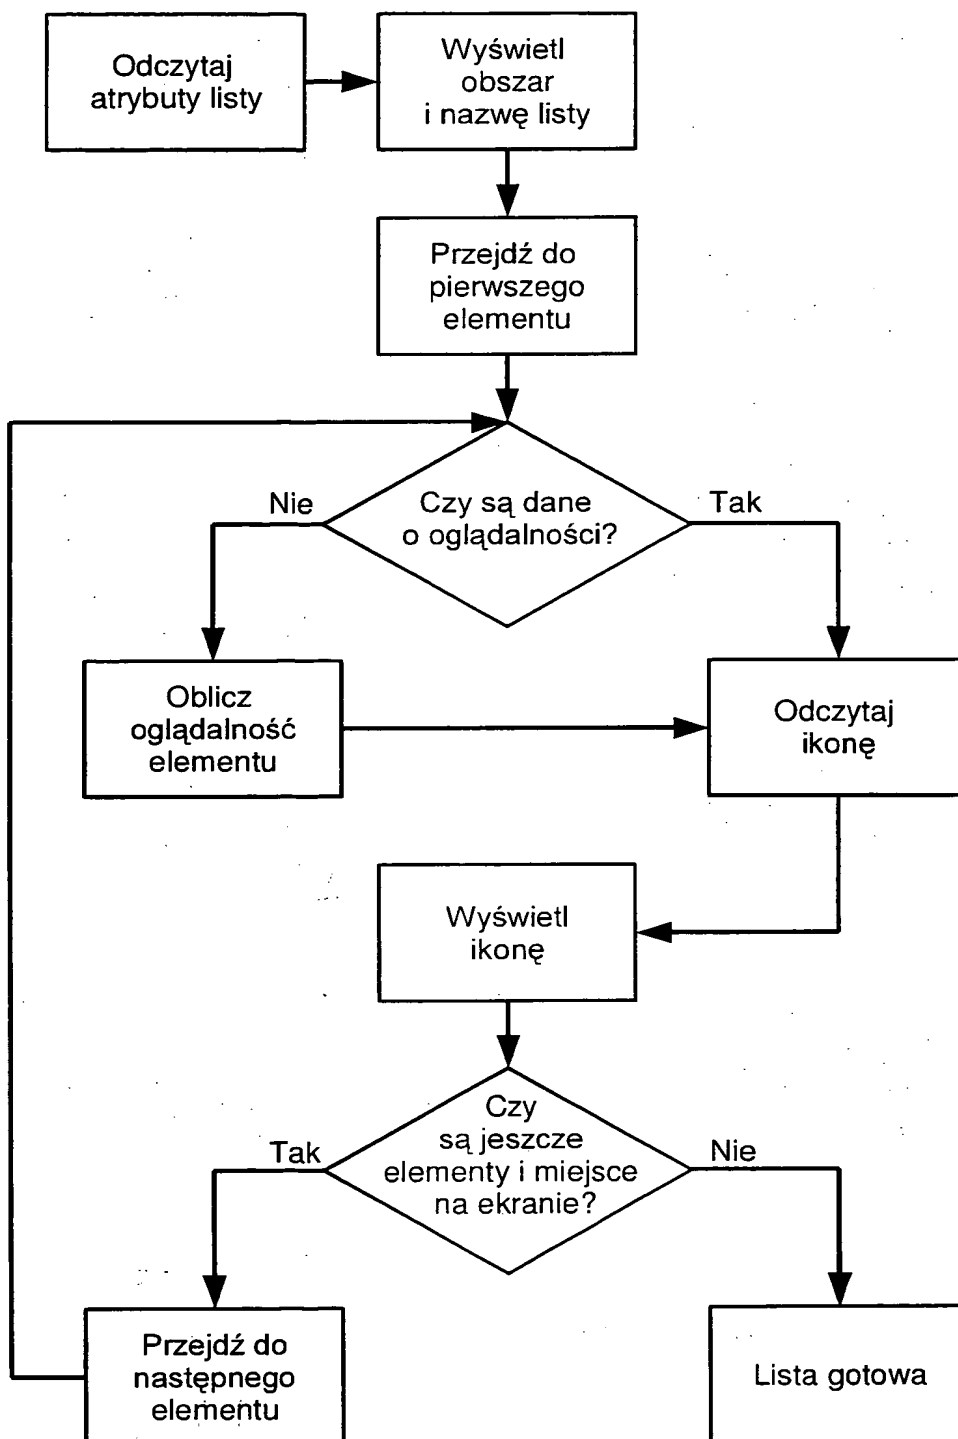 Odczytaj
atrybuty listy
Wyświetl
obszar
i nazwę listy
Przejdź do
pierwszego
elementu
Czy są dane
o oglądalności?
Nie
Tak
Oblicz
oglądalność
elementu
Odczytaj
ikonę
Wyświetl
ikonę
Czy
są jeszcze
elementy i miejsce
na ekranie?
Tak
Nie
Przejdź do
następnego
elementu
Lista gotowa